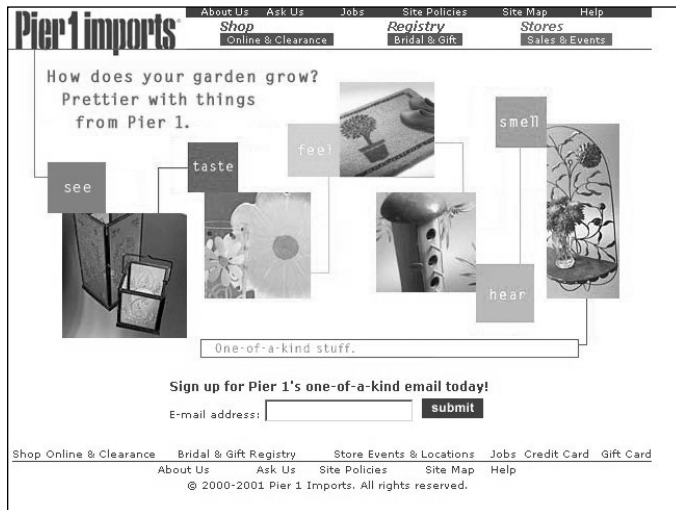 About Us Ask Us Jobs Site Policies Site Map Help
Pier 1 imports®
Shop Registry Stores
Online & Clearance Bridal & Gift Sales & Events
How does your garden grow?
Prettier with things
from Pier 1.
see
taste
feel
smell
hear
One-of-a-kind stuff.
Sign up for Pier 1's one-of-a-kind email today!
E-mail address: submit
Shop Online & Clearance Bridal & Gift Registry Store Events & Locations Jobs Credit Card Gift Card
About Us Ask Us Site Policies Site Map Help
© 2000-2001 Pier 1 Imports. All rights reserved.